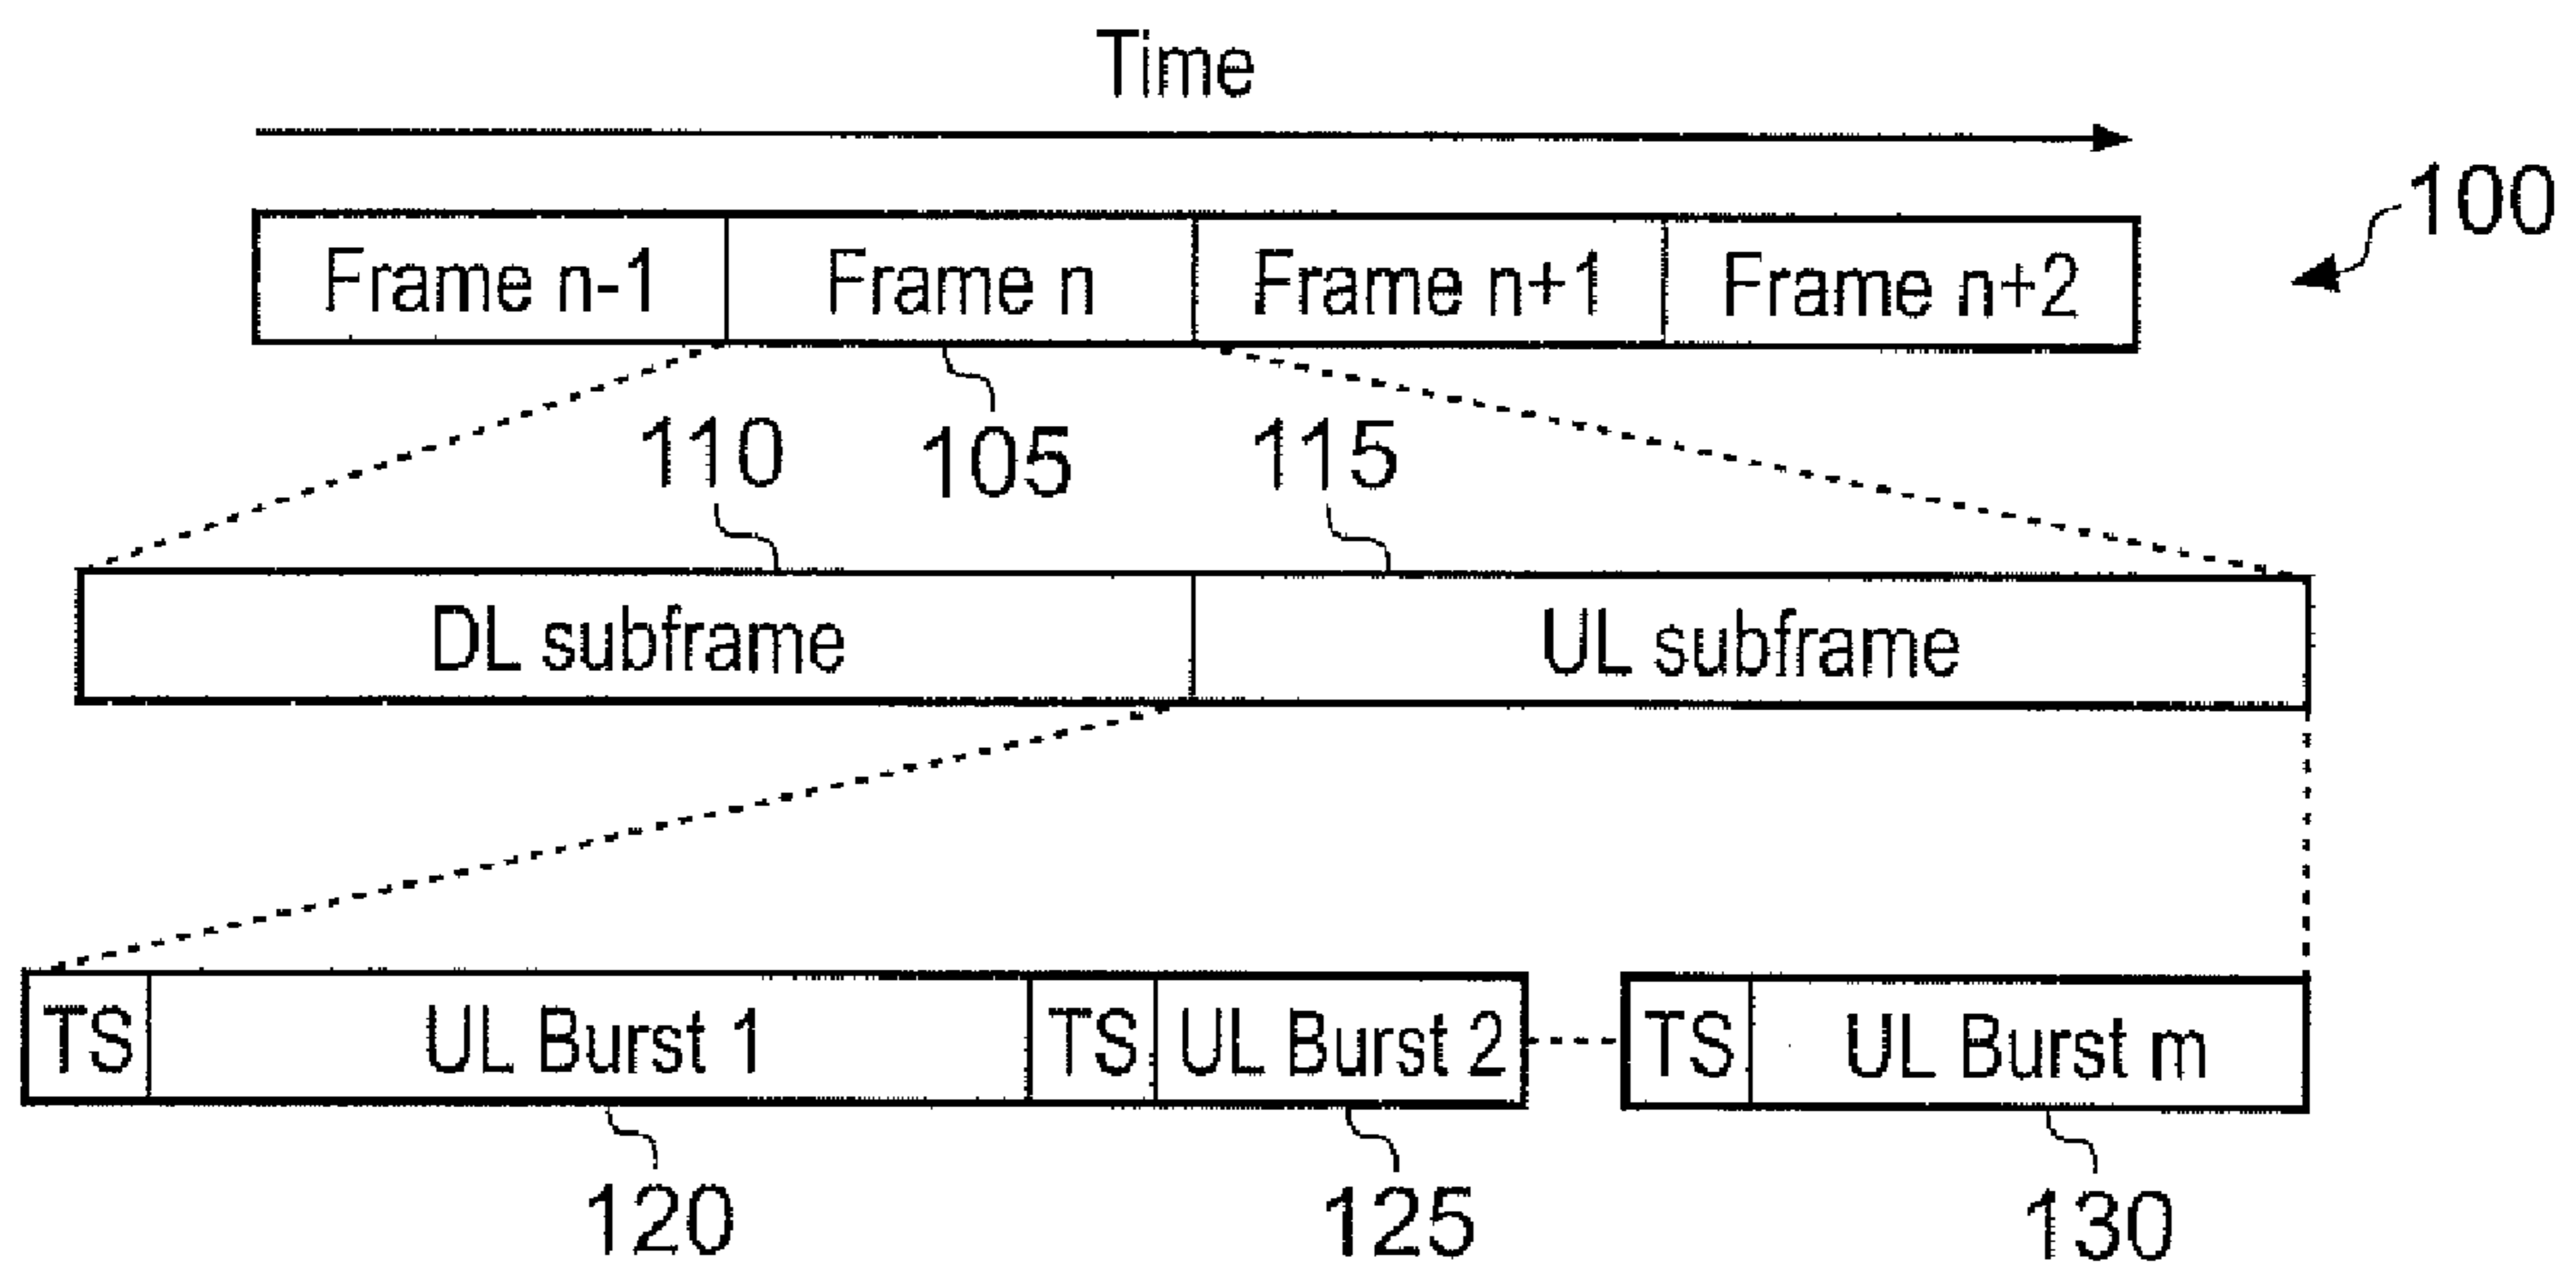 Time
100
Frame n-1 Frame n Frame n+1 Frame n+2
110 105 115
DL subframe UL subframe
TS UL Burst 1 TS UL Burst 2 TS UL Burst m
120 125 130